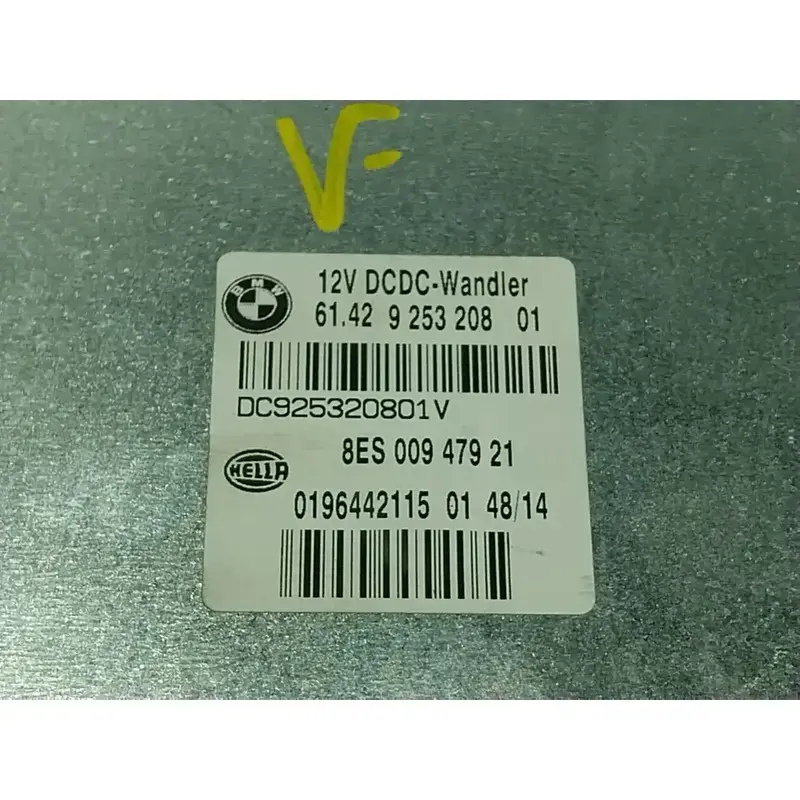 VF
BMW
12V DCDC-Wandler
61.42 9 253 208 01
DC925320801V
HELLA
8ES 009 479 21
0196442115 01 48/14